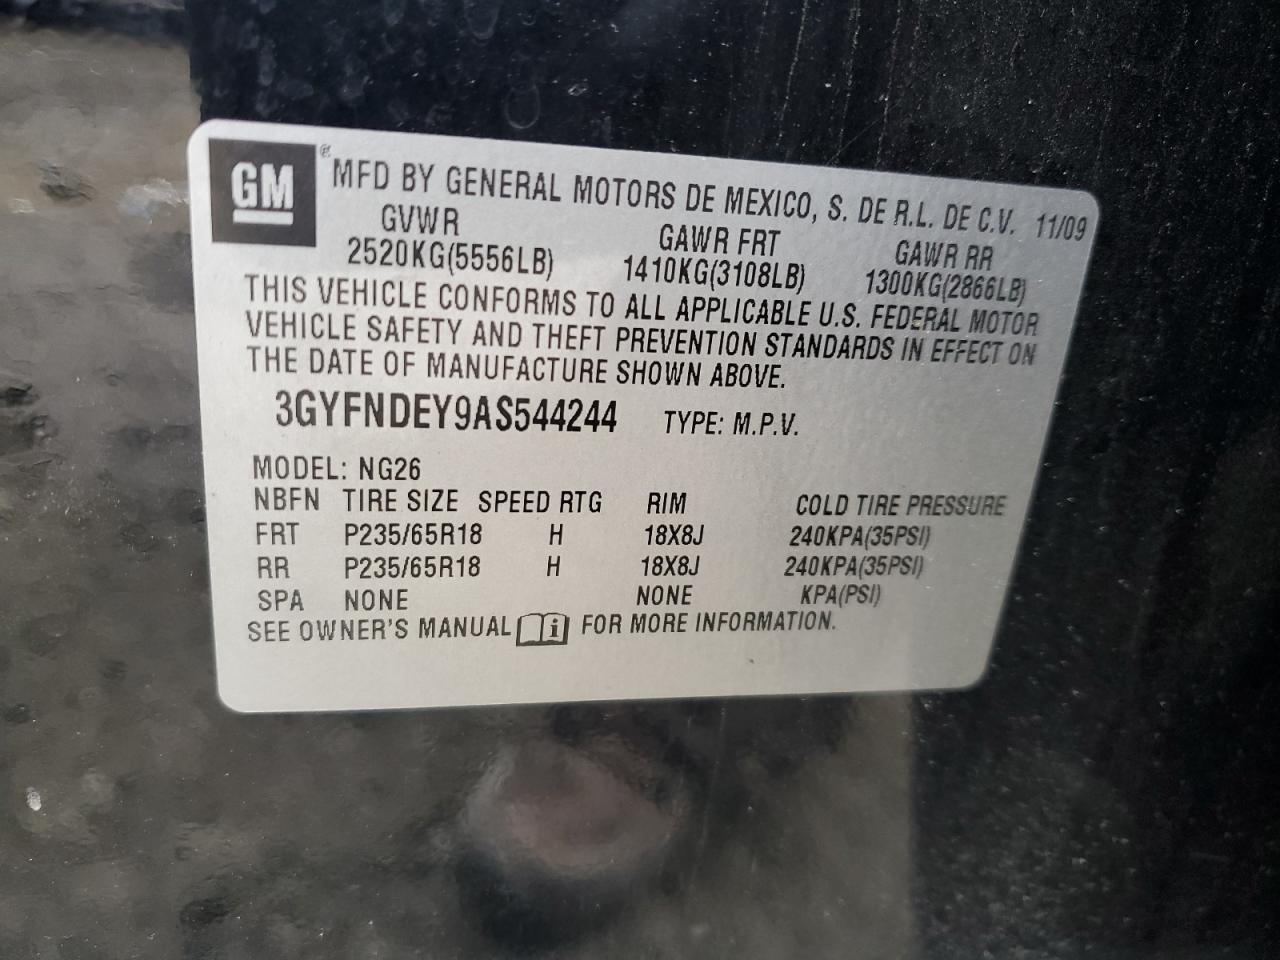 GM ® MFD BY GENERAL MOTORS DE MEXICO, S. DE R.L. DE C.V. 11/09
GVWR GAWR FRT GAWR RR
2520KG(5556LB) 1410KG(3108LB) 1300KG(2866LB)
THIS VEHICLE CONFORMS TO ALL APPLICABLE U.S. FEDERAL MOTOR
VEHICLE SAFETY AND THEFT PREVENTION STANDARDS IN EFFECT ON
THE DATE OF MANUFACTURE SHOWN ABOVE.
3GYFNDEY9AS544244 TYPE: M.P.V.
MODEL: NG26
NBFN TIRE SIZE SPEED RTG RIM COLD TIRE PRESSURE
FRT P235/65R18 H 18X8J 240KPA(35PSI)
RR P235/65R18 H 18X8J 240KPA(35PSI)
SPA NONE NONE KPA(PSI)
SEE OWNER'S MANUAL i FOR MORE INFORMATION.